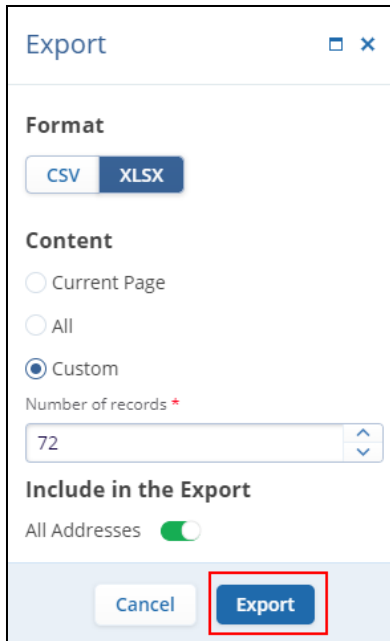 Export
Format
CSV XLSX
Content
Current Page
All
Custom
Number of records *
72
Include in the Export
All Addresses
Cancel Export